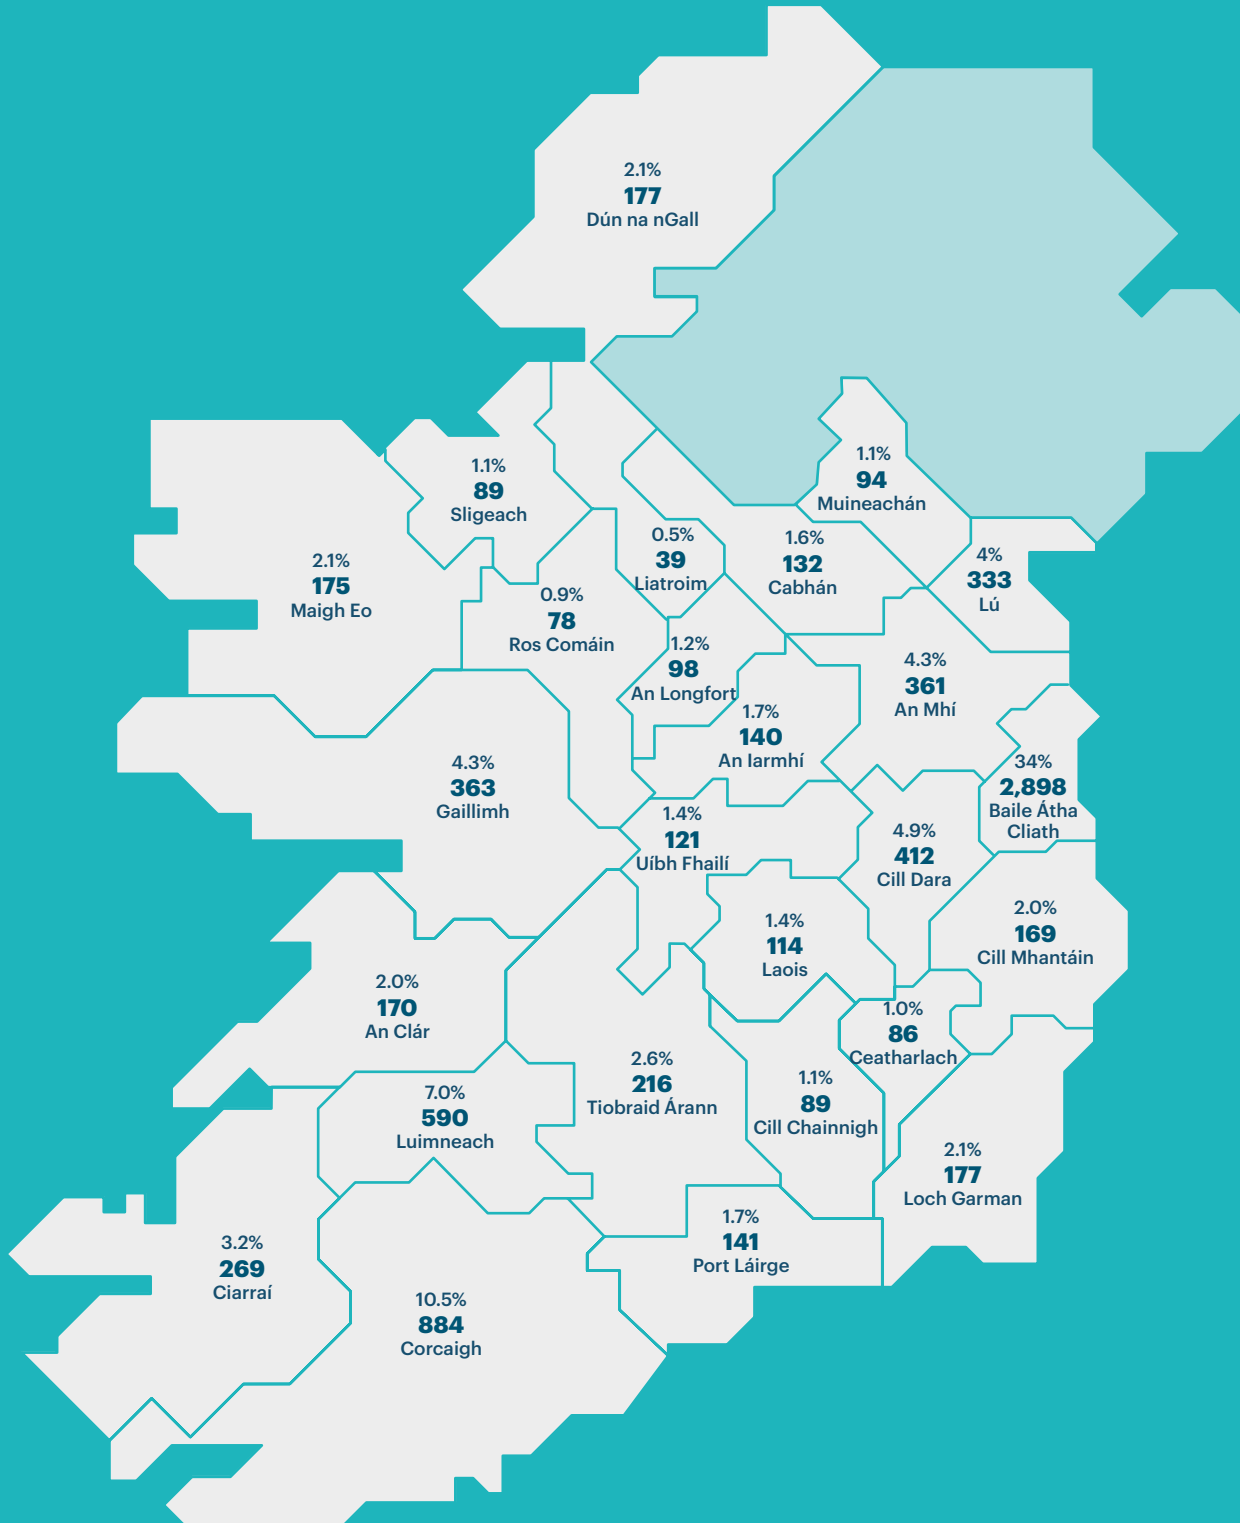 2.1%
177
Dún na nGall
1.1%
94
Muineachán
1.1%
89
Sligeach
0.5%
39
Liatroim
1.6%
132
Cabhán
4%
333
Lú
2.1%
175
Maigh Eo
0.9%
78
Ros Comáin
1.2%
98
An Longfort
4.3%
361
An Mhí
1.7%
140
An Iarmhí
4.3%
363
Gaillimh
34%
2,898
Baile Átha
Cliath
1.4%
121
Uíbh Fhailí
4.9%
412
Cill Dara
1.4%
114
Laois
2.0%
169
Cill Mhantáin
2.0%
170
An Clár
1.0%
86
Ceatharlach
2.6%
216
Tiobraid Árann
1.1%
89
Cill Chainnigh
7.0%
590
Luimneach
2.1%
177
Loch Garman
1.7%
141
Port Láirge
3.2%
269
Ciarraí
10.5%
884
Corcaigh